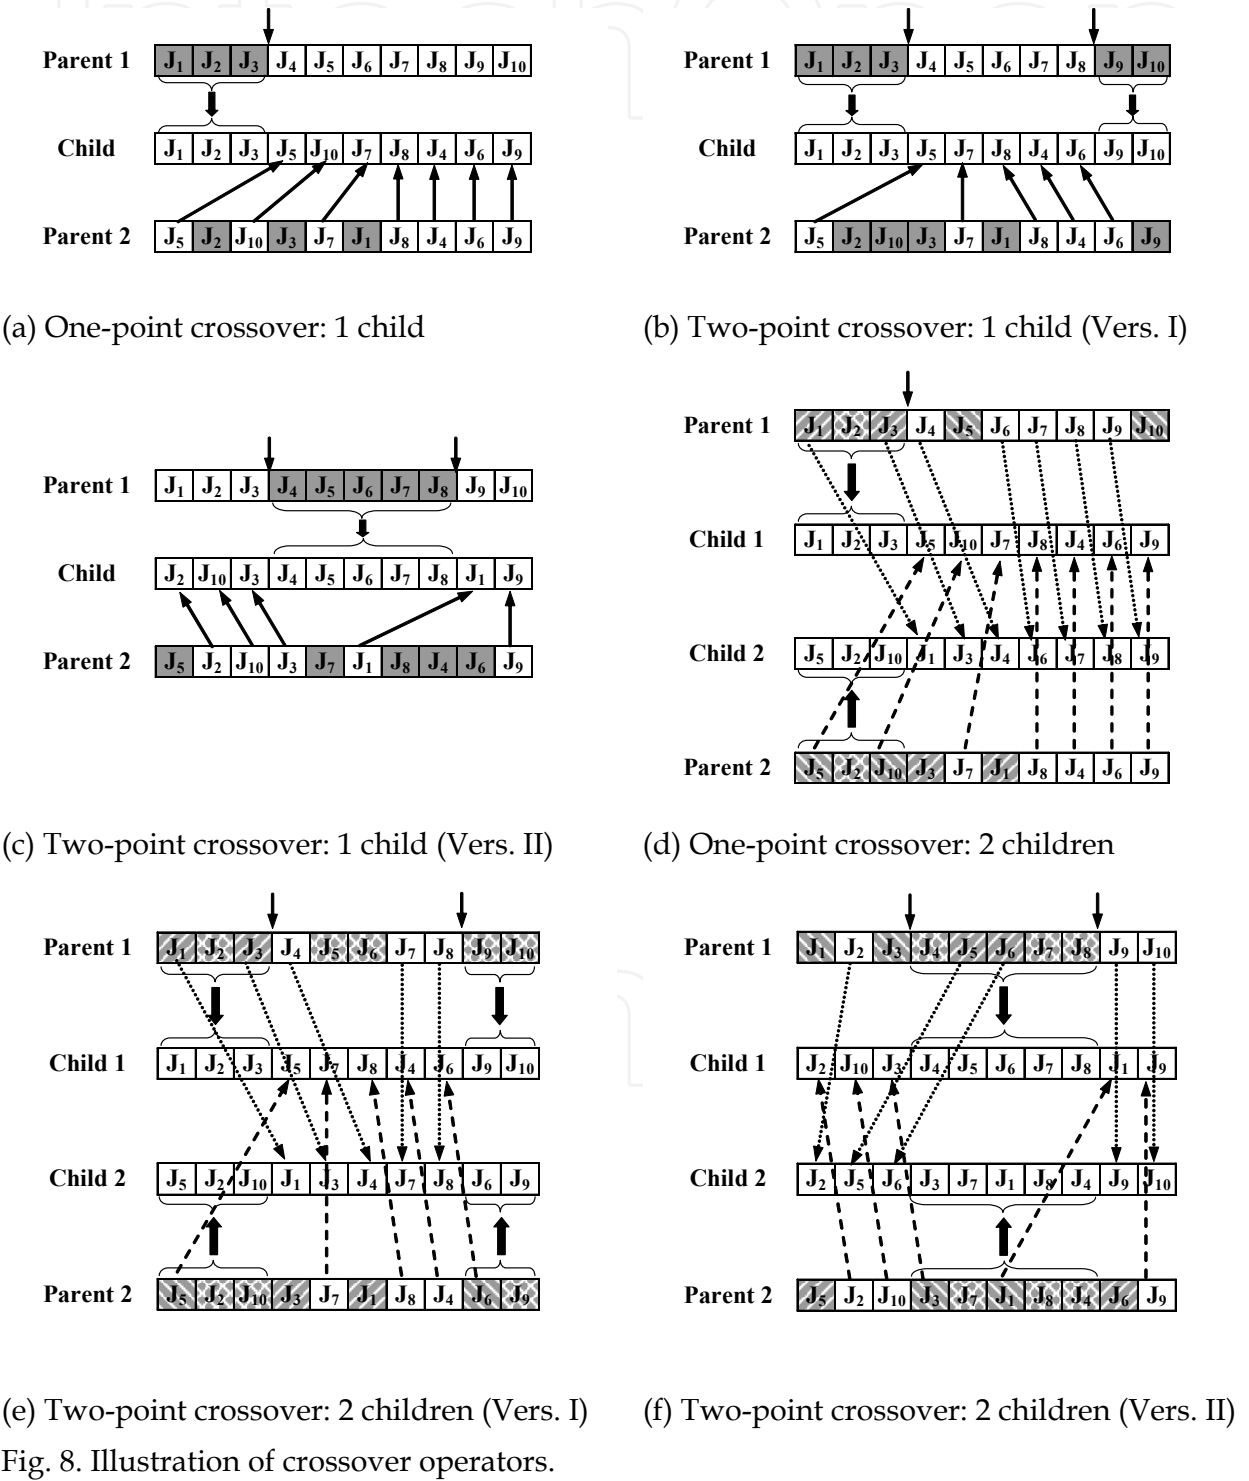 Parent 1 J1 J2 J3 J4 J5 J6 J7 J8 J9 J10
Child J1 J2 J3 J5 J10 J7 J8 J4 J6 J9
Parent 2 J5 J2 J10 J3 J7 J1 J8 J4 J6 J9
(a) One-point crossover: 1 child
Parent 1 J1 J2 J3 J4 J5 J6 J7 J8 J9 J10
Child J1 J2 J3 J5 J7 J8 J4 J6 J9 J10
Parent 2 J5 J2 J10 J3 J7 J1 J8 J4 J6 J9
(b) Two-point crossover: 1 child (Vers. I)
Parent 1 J1 J2 J3 J4 J5 J6 J7 J8 J9 J10
Child J2 J10 J3 J4 J5 J6 J7 J8 J1 J9
Parent 2 J5 J2 J10 J3 J7 J1 J8 J4 J6 J9
(c) Two-point crossover: 1 child (Vers. II)
Parent 1 J1 J2 J3 J4 J5 J6 J7 J8 J9 J10
Child 1 J1 J2 J3 J5 J10 J7 J8 J4 J6 J9
Child 2 J5 J2 J10 J1 J3 J4 J6 J7 J8 J9
Parent 2 J5 J2 J10 J3 J7 J1 J8 J4 J6 J9
(d) One-point crossover: 2 children
Parent 1 J1 J2 J3 J4 J5 J6 J7 J8 J9 J10
Child 1 J1 J2 J3 J5 J7 J8 J4 J6 J9 J10
Child 2 J5 J2 J10 J1 J3 J4 J7 J8 J6 J9
Parent 2 J5 J2 J10 J3 J7 J1 J8 J4 J6 J9
(e) Two-point crossover: 2 children (Vers. I)
Parent 1 J1 J2 J3 J4 J5 J6 J7 J8 J9 J10
Child 1 J2 J10 J3 J4 J5 J6 J7 J8 J1 J9
Child 2 J2 J5 J6 J3 J7 J1 J8 J4 J9 J10
Parent 2 J5 J2 J10 J3 J7 J1 J8 J4 J6 J9
(f) Two-point crossover: 2 children (Vers. II)
Fig. 8. Illustration of crossover operators.